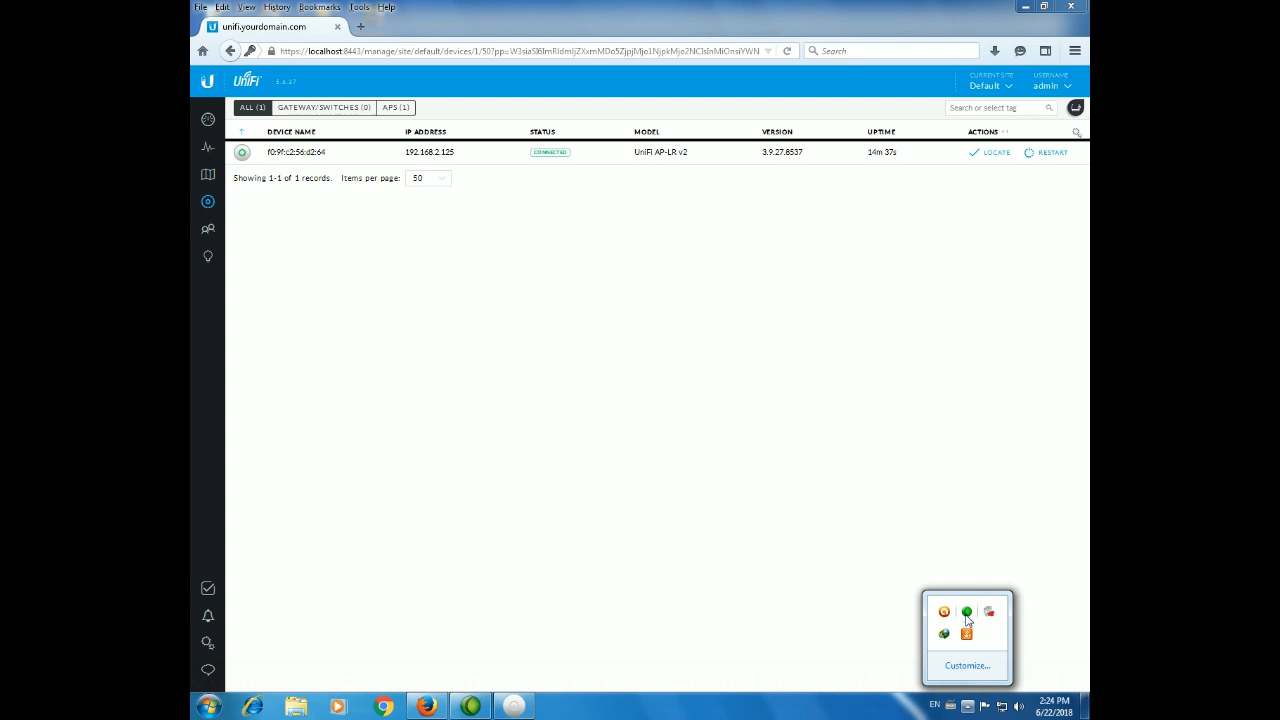 File Edit View History Bookmarks Tools Help
unifi.yourdomain.com
https://localhost:8443/manage/site/default/devices/1/50?pp=
Search
UniFi 5.6.37
CURRENT SITE
Default
USERNAME
admin
ALL (1) GATEWAY/SWITCHES (0) APS (1)
Search or select tag
DEVICE NAME IP ADDRESS STATUS MODEL VERSION UPTIME ACTIONS
f0:9f:c2:56:d2:64 192.168.2.125 CONNECTED UniFi AP-LR v2 3.9.27.8537 14m 37s LOCATE RESTART
Showing 1-1 of 1 records. Items per page: 50
Customize...
EN
2:24 PM
6/22/2018